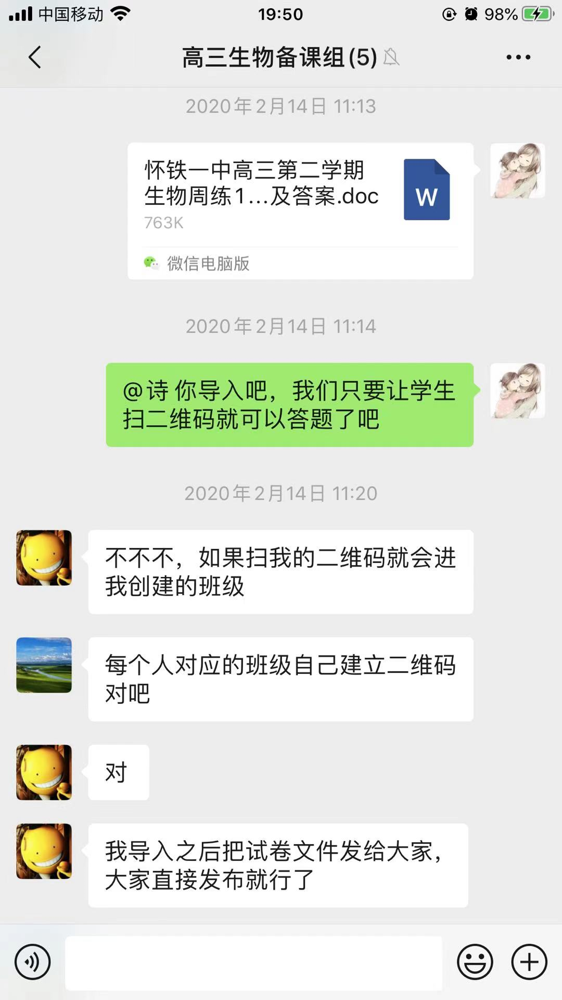 中国移动
19:50
98%
高三生物备课组(5)
2020年2月14日 11:13
怀铁一中高三第二学期
生物周练1...及答案.doc
W
763K
微信电脑版
2020年2月14日 11:14
@诗 你导入吧，我们只要让学生
扫二维码就可以答题了吧
2020年2月14日 11:20
不不不，如果扫我的二维码就会进
我创建的班级
每个人对应的班级自己建立二维码
对吧
对
我导入之后把试卷文件发给大家，
大家直接发布就行了